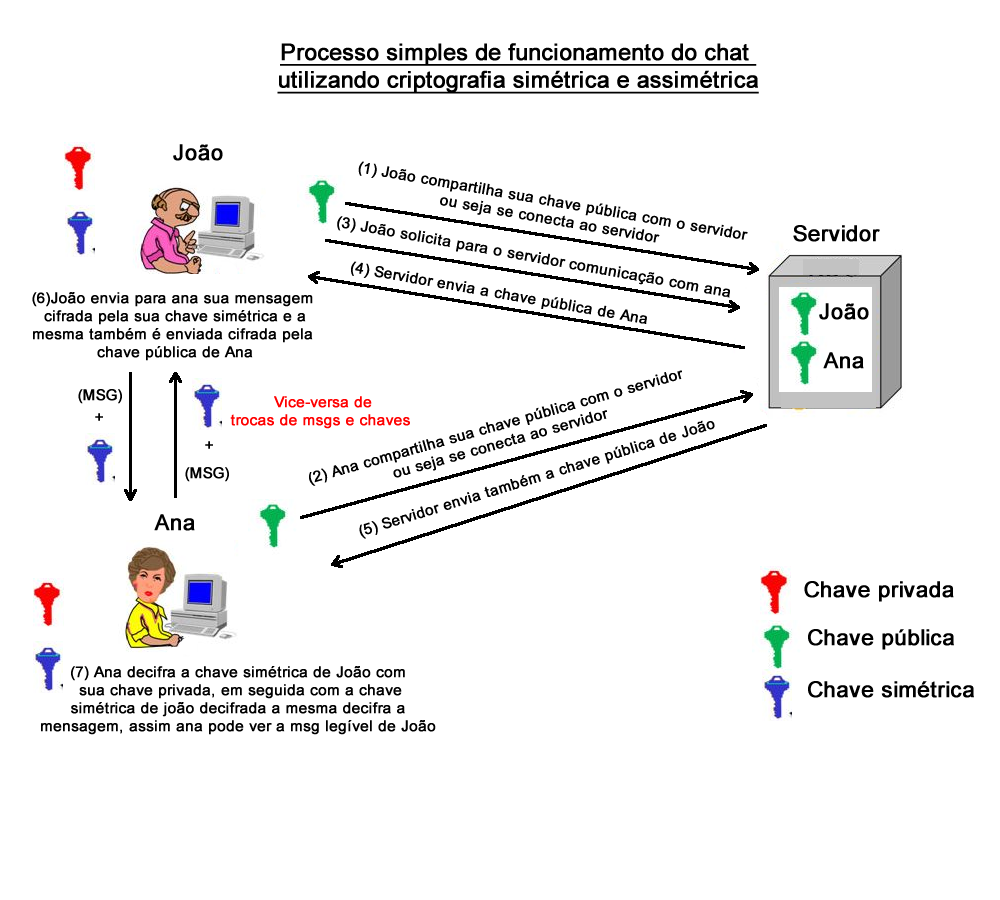 Processo simples de funcionamento do chat
utilizando criptografia simétrica e assimétrica
João
(1) João compartilha sua chave pública com o servidor
ou seja se conecta ao servidor
(3) João solicita para o servidor comunicação com ana
(4) Servidor envia a chave pública de Ana
Servidor
João
Ana
(6)João envia para ana sua mensagem
cifrada pela sua chave simétrica e a
mesma também é enviada cifrada pela
chave pública de Ana
(MSG)
+
Vice-versa de
trocas de msgs e chaves
+
(MSG)
(2) Ana compartilha sua chave pública com o servidor
ou seja se conecta ao servidor
(5) Servidor envia também a chave pública de João
Ana
(7) Ana decifra a chave simétrica de João com
sua chave privada, em seguida com a chave
simétrica de joão decifrada a mesma decifra a
mensagem, assim ana pode ver a msg legível de João
Chave privada
Chave pública
Chave simétrica